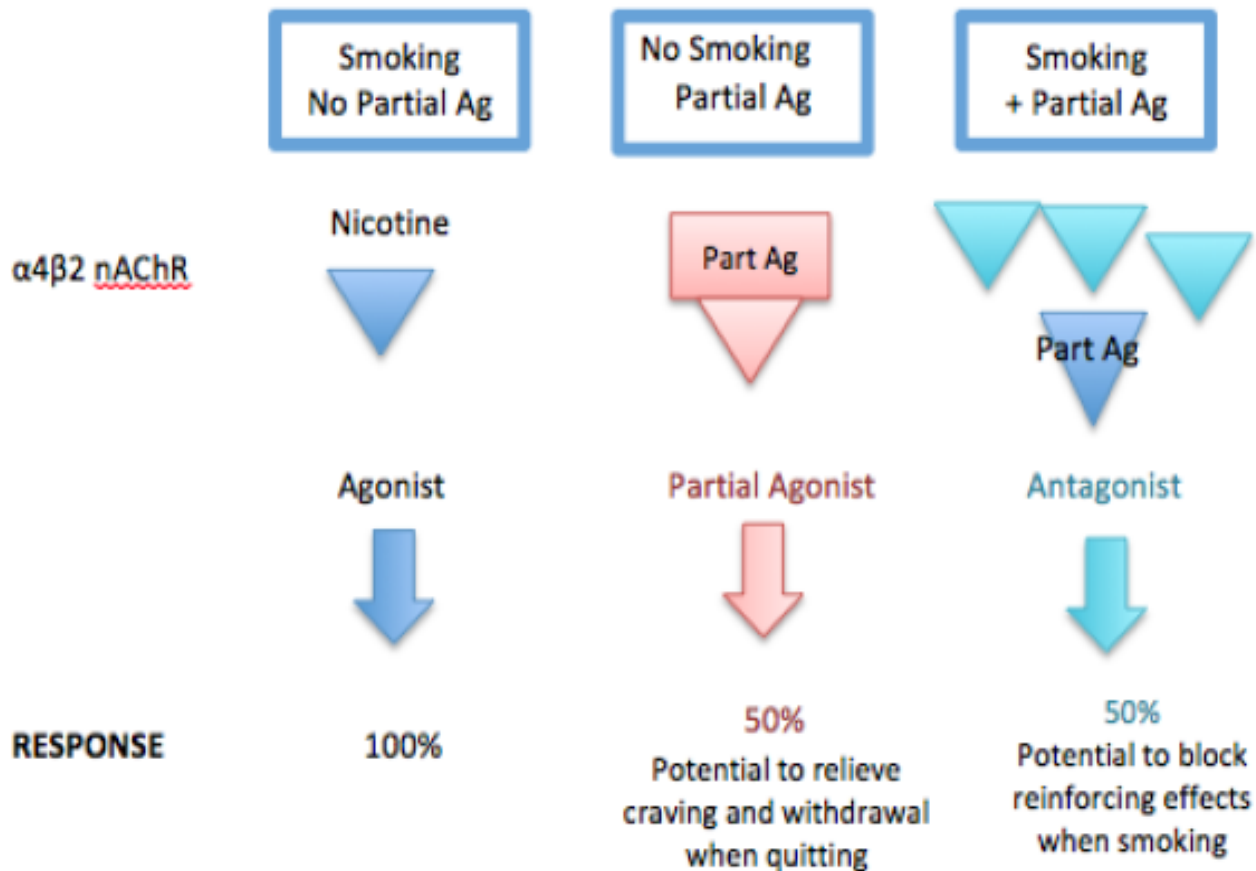 Smoking
No Partial Ag
No Smoking
Partial Ag
Smoking
+ Partial Ag
α4β2 nAChR
Nicotine
Part Ag
Part Ag
Agonist
Partial Agonist
Antagonist
RESPONSE
100%
50%
Potential to relieve
craving and withdrawal
when quitting
50%
Potential to block
reinforcing effects
when smoking